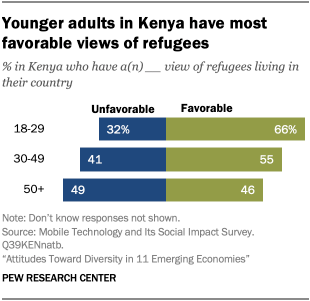 Younger adults in Kenya have most
favorable views of refugees
% in Kenya who have a(n) __ view of refugees living in
their country
Unfavorable Favorable
18-29 32% 66%
30-49 41 55
50+ 49 46
Note: Don’t know responses not shown.
Source: Mobile Technology and Its Social Impact Survey.
Q39KENnatb.
“Attitudes Toward Diversity in 11 Emerging Economies”
PEW RESEARCH CENTER